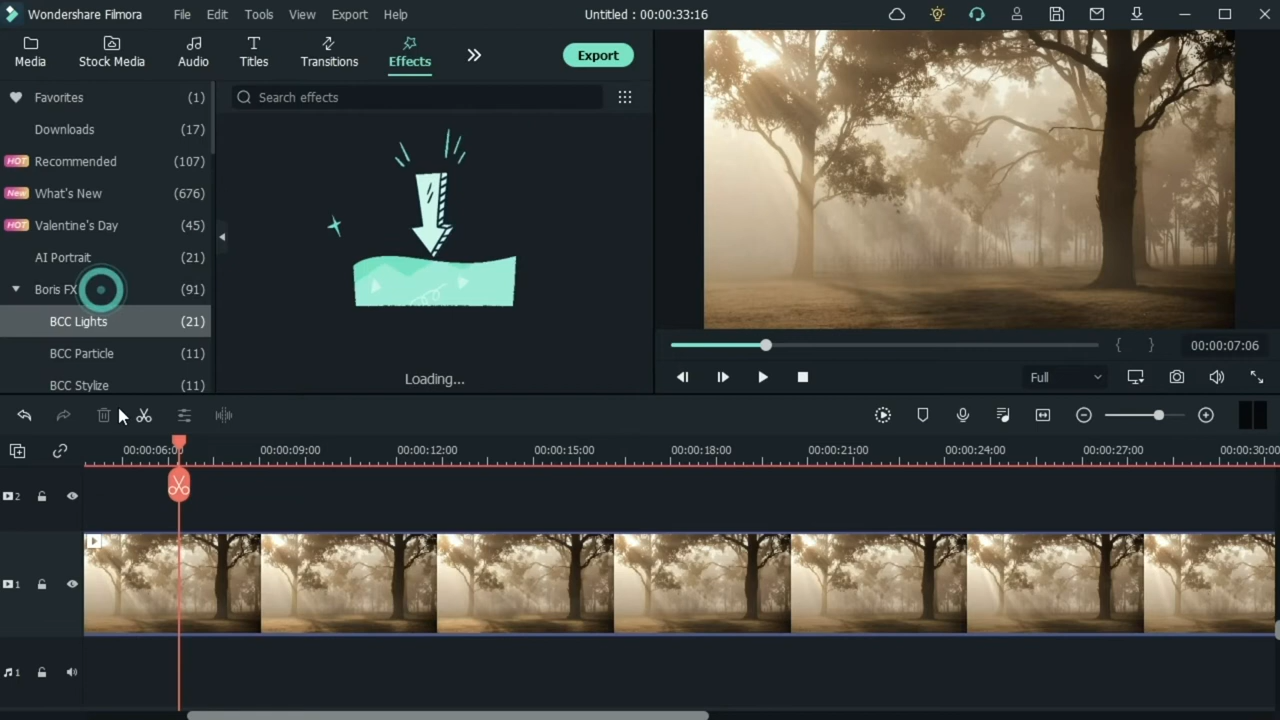 Wondershare Filmora File Edit Tools View Export Help Untitled : 00:00:33:16
Media Stock Media Audio Titles Transitions Effects Export
Favorites (1)
Search effects
Downloads (17)
HOT Recommended (107)
New What's New (676)
HOT Valentine's Day (45)
AI Portrait (21)
Boris FX (91)
BCC Lights (21)
BCC Particle (11)
BCC Stylize (11)
Loading...
{ } 00:00:07:06
Full
00:00:06:00 00:00:09:00 00:00:12:00 00:00:15:00 00:00:18:00 00:00:21:00 00:00:24:00 00:00:27:00 00:00:30:00
2
1
1